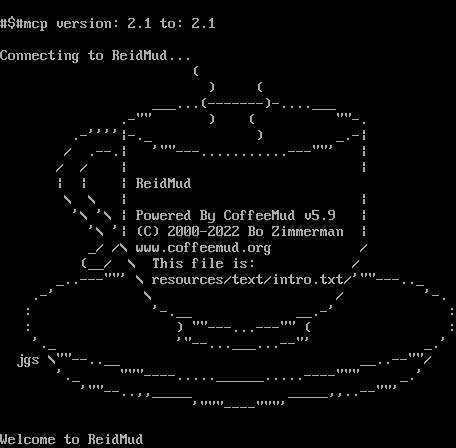 #$#mcp version: 2.1 to: 2.1
Connecting to ReidMud...
ReidMud
Powered By CoffeeMud v5.9
(C) 2000-2022 Bo Zimmerman
www.coffeemud.org
This file is:
resources/text/intro.txt
jgs
Welcome to ReidMud